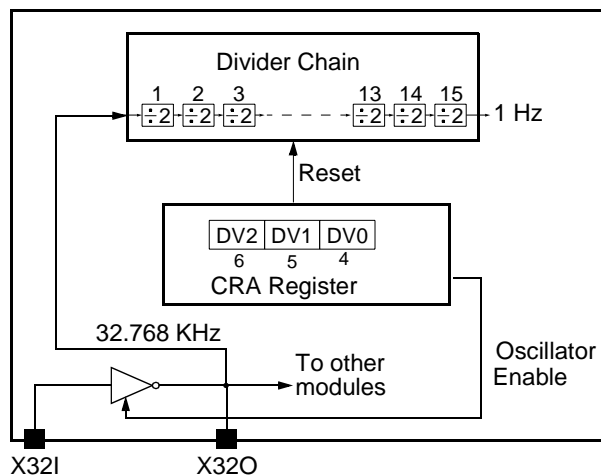 Divider Chain
1 2 3 13 14 15
÷2 ÷2 ÷2 ÷2 ÷2 ÷2 1 Hz
Reset
DV2 DV1 DV0
6 5 4
CRA Register
32.768 KHz
To other
modules
Oscillator
Enable
X32I X32O